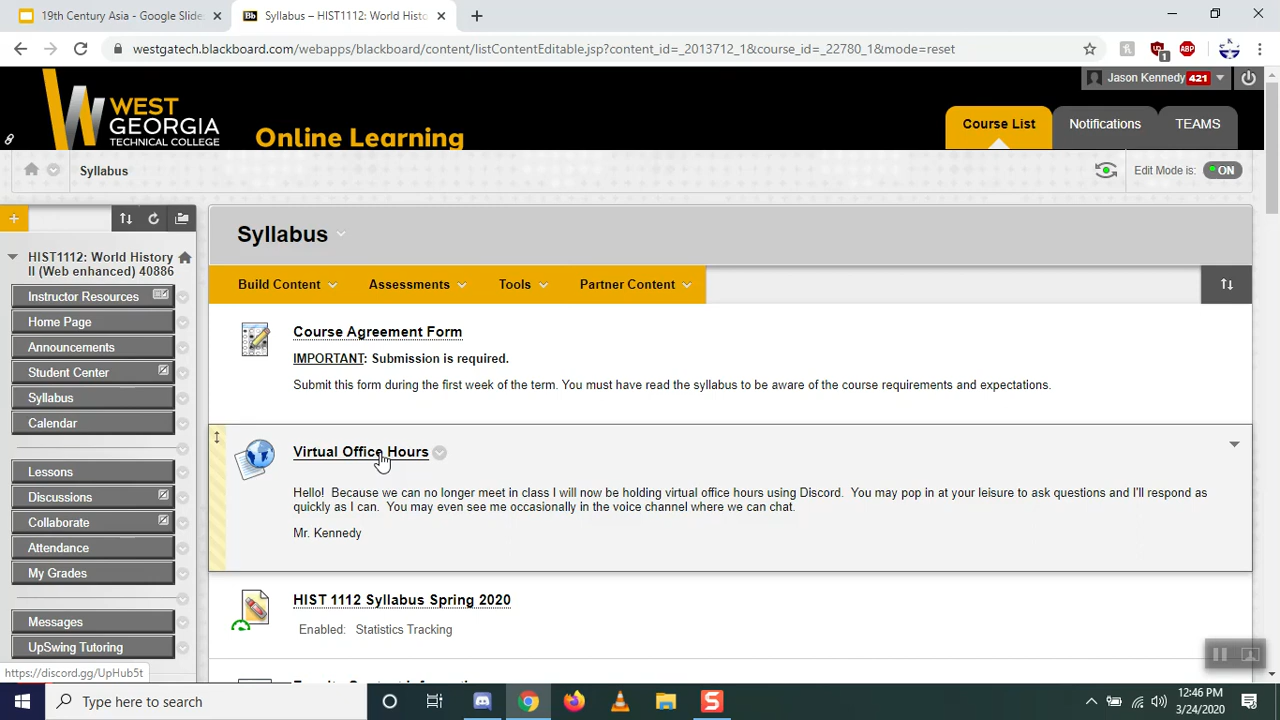 19th Century Asia - Google Slide
Syllabus – HIST1112: World Histo
westgatech.blackboard.com/webapps/blackboard/content/listContentEditable.jsp?content_id=_2013712_1&course_id=_22780_1&mode=reset
1
ABP
WEST
GEORGIA
TECHNICAL COLLEGE
Online Learning
Jason Kennedy 421
Course List
Notifications
TEAMS
Syllabus
Edit Mode is: ON
HIST1112: World History
II (Web enhanced) 40886
Instructor Resources
Home Page
Announcements
Student Center
Syllabus
Calendar
Lessons
Discussions
Collaborate
Attendance
My Grades
Messages
UpSwing Tutoring
Syllabus
Build Content
Assessments
Tools
Partner Content
Course Agreement Form
IMPORTANT: Submission is required.
Submit this form during the first week of the term. You must have read the syllabus to be aware of the course requirements and expectations.
Virtual Office Hours
Hello! Because we can no longer meet in class I will now be holding virtual office hours using Discord. You may pop in at your leisure to ask questions and I'll respond as
quickly as I can. You may even see me occasionally in the voice channel where we can chat.
Mr. Kennedy
HIST 1112 Syllabus Spring 2020
Enabled: Statistics Tracking
https://discord.gg/UpHub5t
Type here to search
12:46 PM
3/24/2020